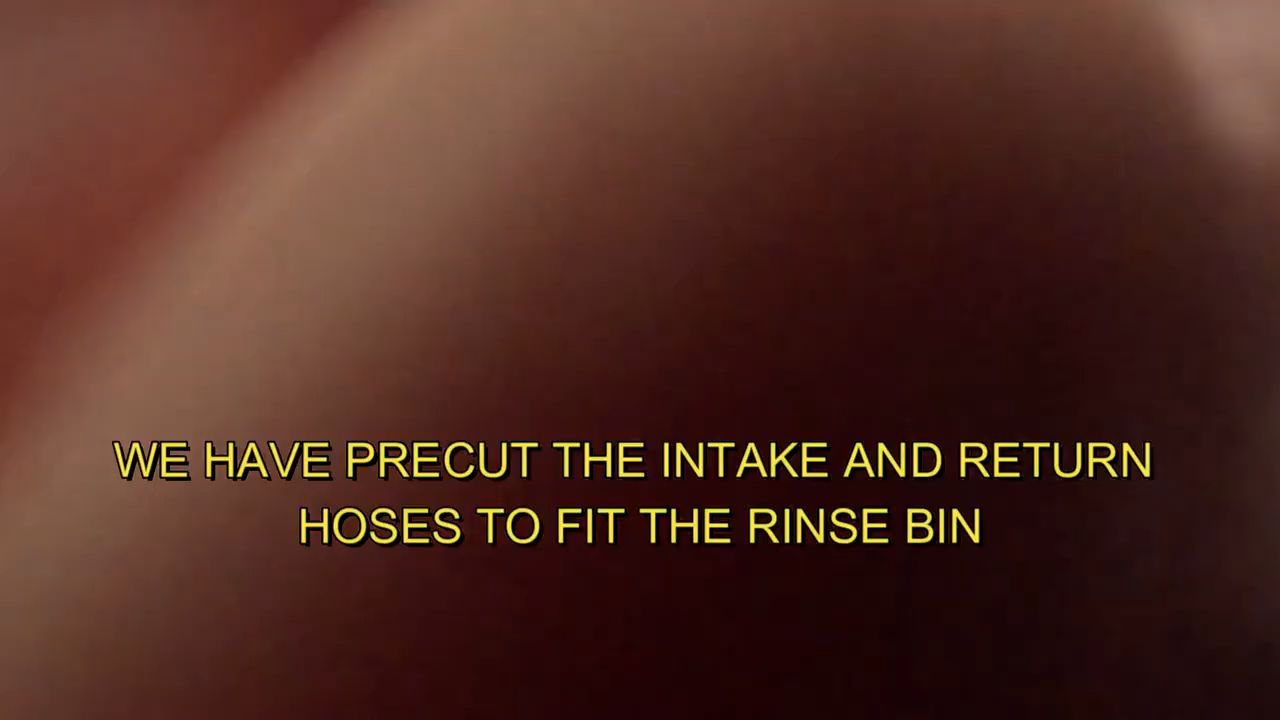 WE HAVE PRECUT THE INTAKE AND RETURN
HOSES TO FIT THE RINSE BIN